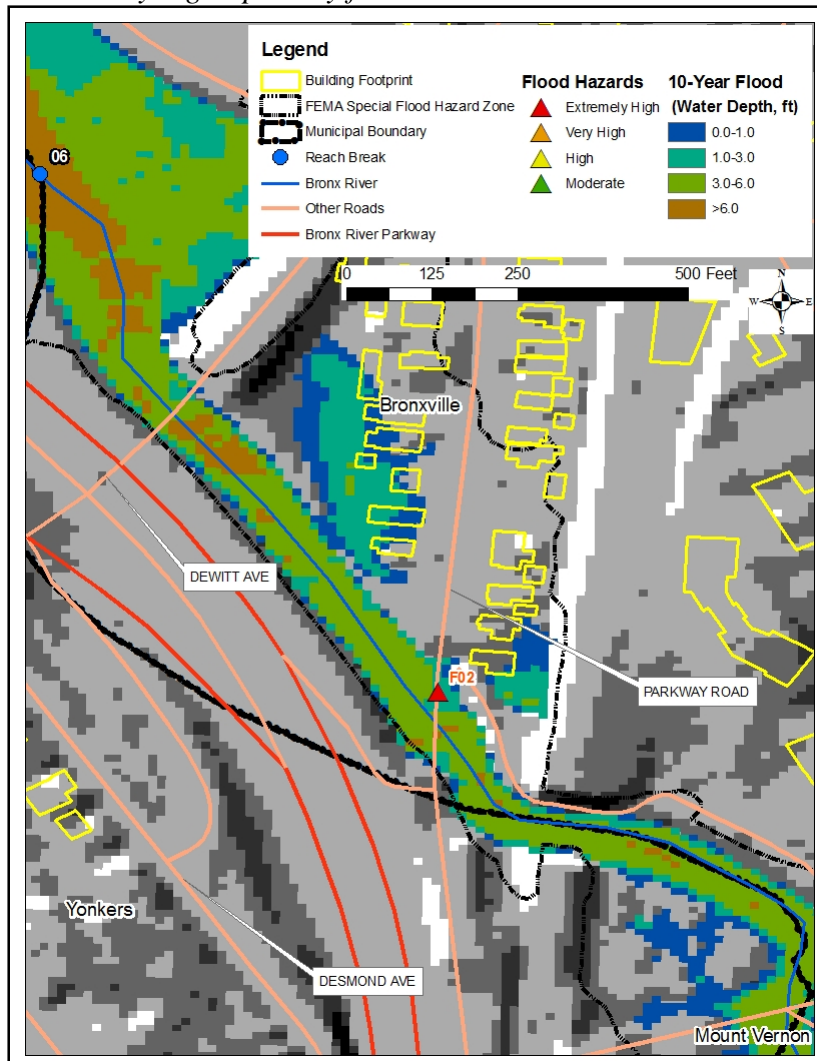 Legend
Building Footprint
FEMA Special Flood Hazard Zone
Municipal Boundary
Reach Break
Bronx River
Other Roads
Bronx River Parkway
Flood Hazards
Extremely High
Very High
High
Moderate
10-Year Flood
(Water Depth, ft)
0.0-1.0
1.0-3.0
3.0-6.0
>6.0
0 125 250 500 Feet
N
W E
S
06
Bronxville
DEWITT AVE
F02
PARKWAY ROAD
Yonkers
DESMOND AVE
Mount Vernon